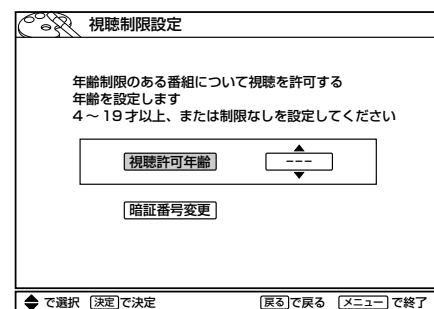 視聴制限設定
年齢制限のある番組について視聴を許可する
年齢を設定します
4～19才以上、または制限なしを設定してください
視聴許可年齢 ---
暗証番号変更
で選択 決定で決定 戻るで戻る メニューで終了